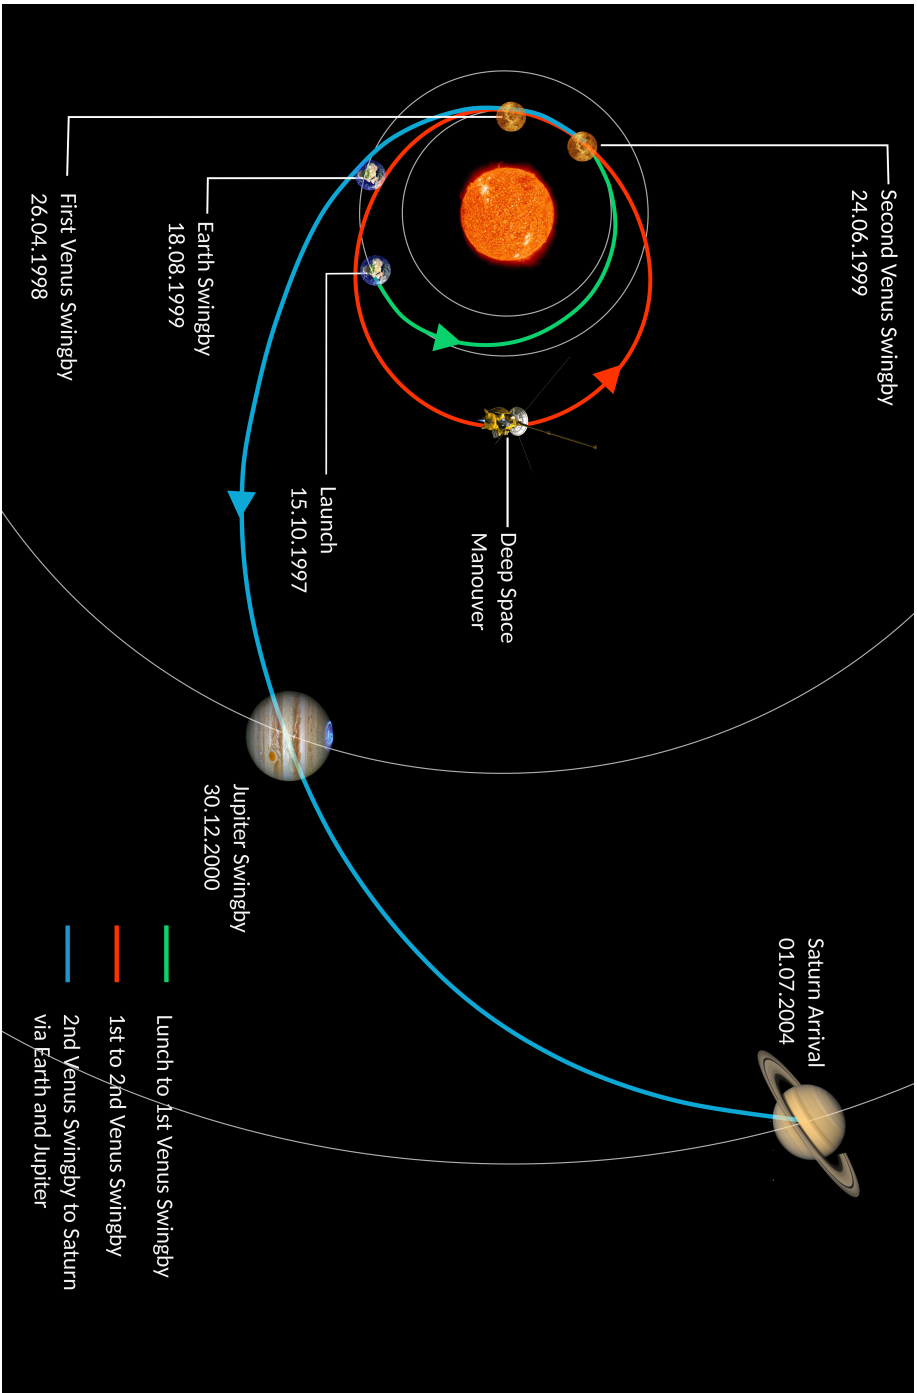 Second Venus Swingby
24.06.1999
Saturn Arrival
01.07.2004
Deep Space
Manouver
Launch
15.10.1997
Jupiter Swingby
30.12.2000
Earth Swingby
18.08.1999
First Venus Swingby
26.04.1998
Lunch to 1st Venus Swingby
1st to 2nd Venus Swingby
2nd Venus Swingby to Saturn
via Earth and Jupiter